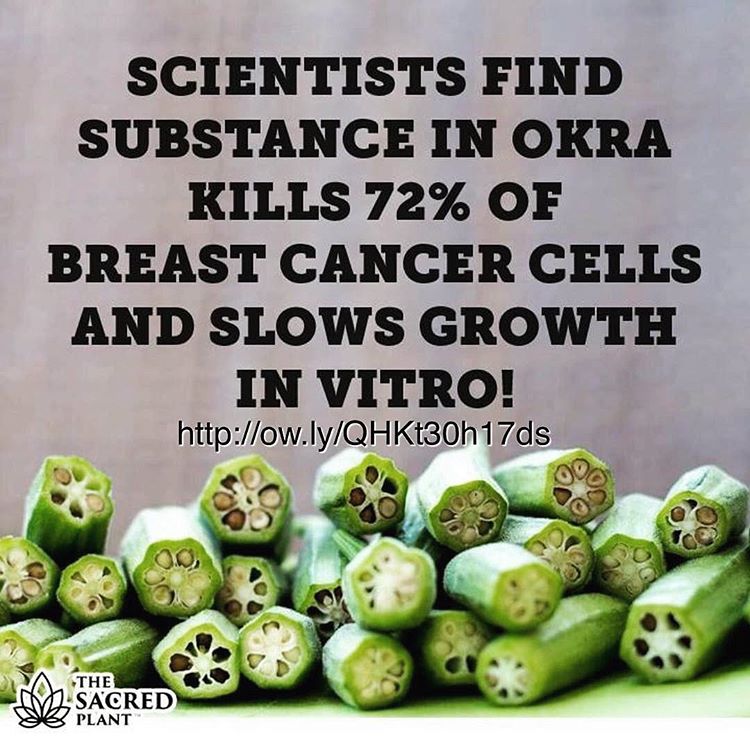 SCIENTISTS FIND
SUBSTANCE IN OKRA
KILLS 72% OF
BREAST CANCER CELLS
AND SLOWS GROWTH
IN VITRO!
http://ow.ly/QHKt30h17ds
THE
SACRED
PLANT